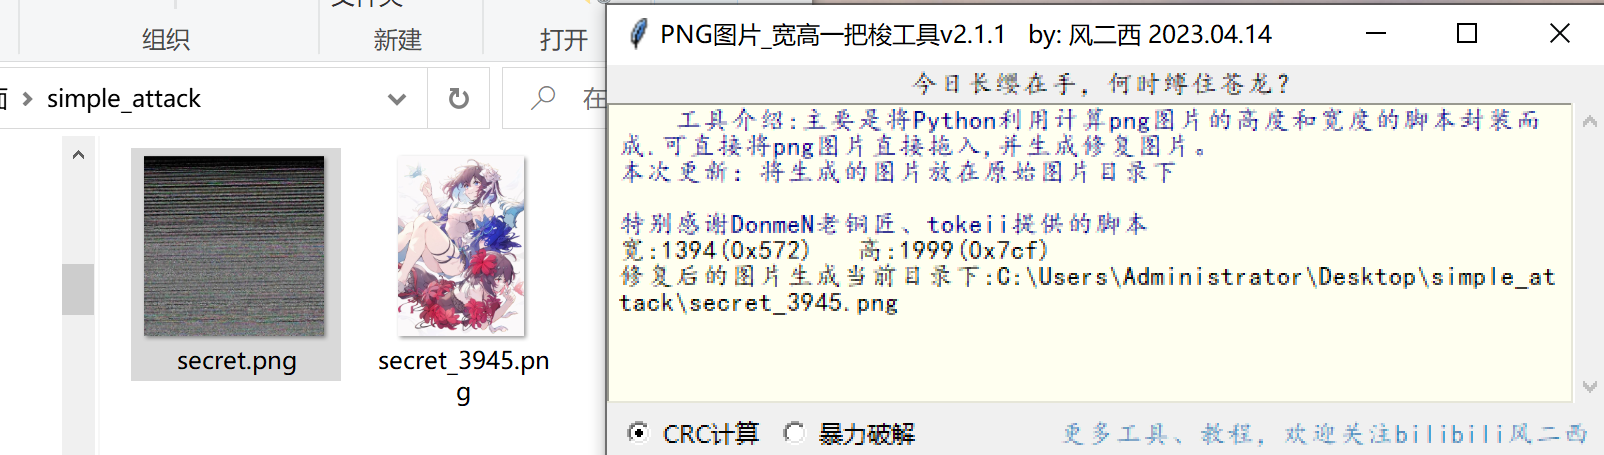 组织
新建
打开
simple_attack
在
secret.png
secret_3945.pn
g
PNG图片_宽高一把梭工具v2.1.1 by: 风二西 2023.04.14
今日长缨在手，何时缚住苍龙？
工具介绍:主要是将Python利用计算png图片的高度和宽度的脚本封装而
成.可直接将png图片直接拖入,并生成修复图片。
本次更新：将生成的图片放在原始图片目录下
特别感谢DonmeN老铜匠、tokeii提供的脚本
宽:1394(0x572) 高:1999(0x7cf)
修复后的图片生成当前目录下:C:\Users\Administrator\Desktop\simple_at
tack\secret_3945.png
CRC计算 暴力破解
更多工具、教程，欢迎关注bilibili风二西